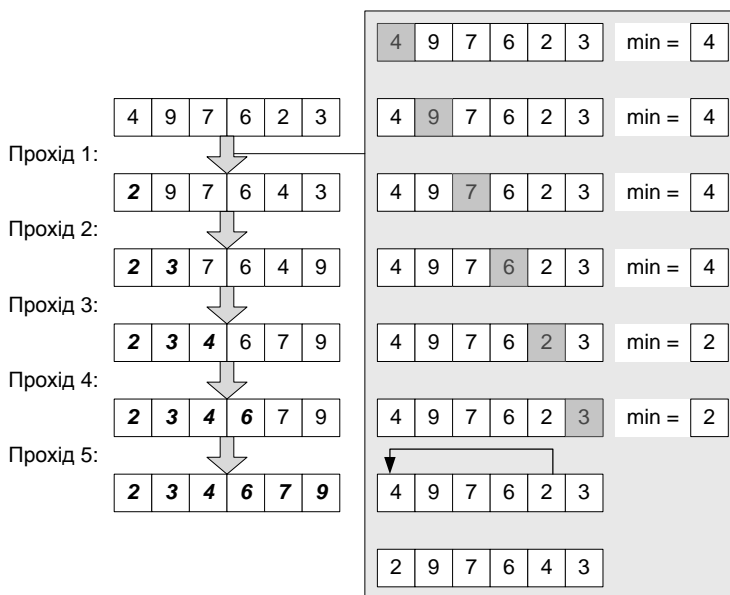 4 9 7 6 2 3 min = 4
4 9 7 6 2 3
4 9 7 6 2 3 min = 4
Прохід 1:
2 9 7 6 4 3
4 9 7 6 2 3 min = 4
Прохід 2:
2 3 7 6 4 9
4 9 7 6 2 3 min = 4
Прохід 3:
2 3 4 6 7 9
4 9 7 6 2 3 min = 2
Прохід 4:
2 3 4 6 7 9
4 9 7 6 2 3 min = 2
Прохід 5:
2 3 4 6 7 9
4 9 7 6 2 3
2 9 7 6 4 3